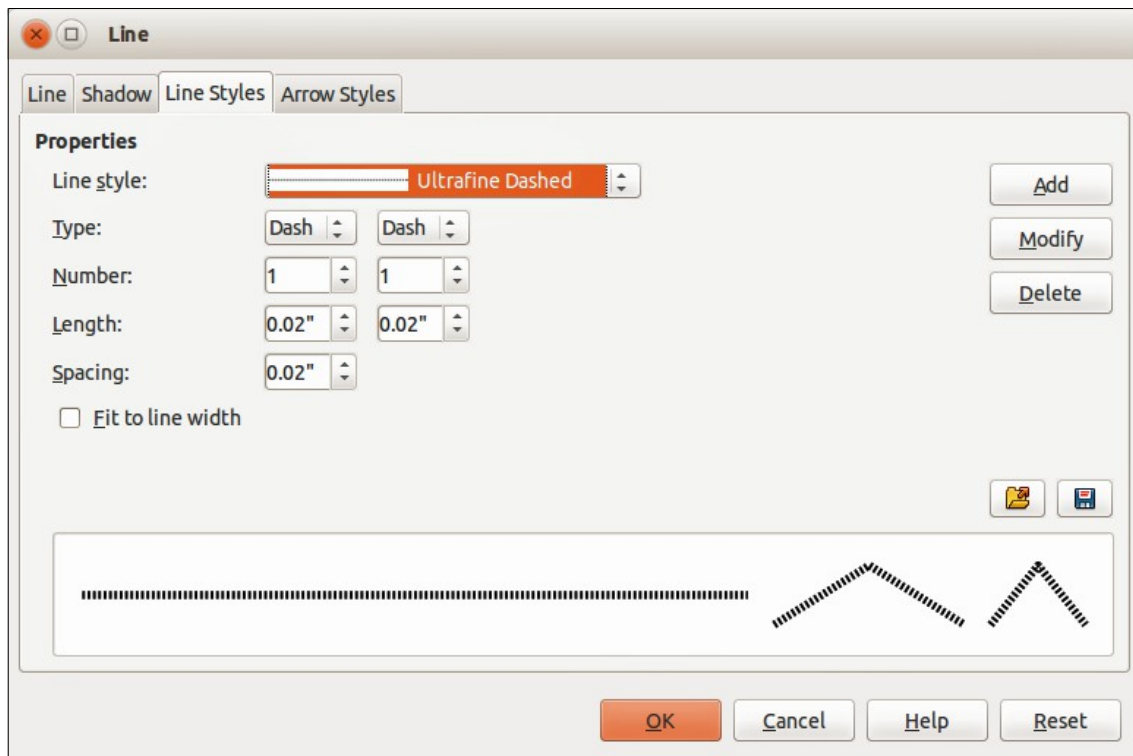 Line
Line Shadow Line Styles Arrow Styles
Properties
Line style: Ultrafine Dashed Add
Type: Dash Dash Modify
Number: 1 1 Delete
Length: 0.02" 0.02"
Spacing: 0.02"
Fit to line width
OK Cancel Help Reset